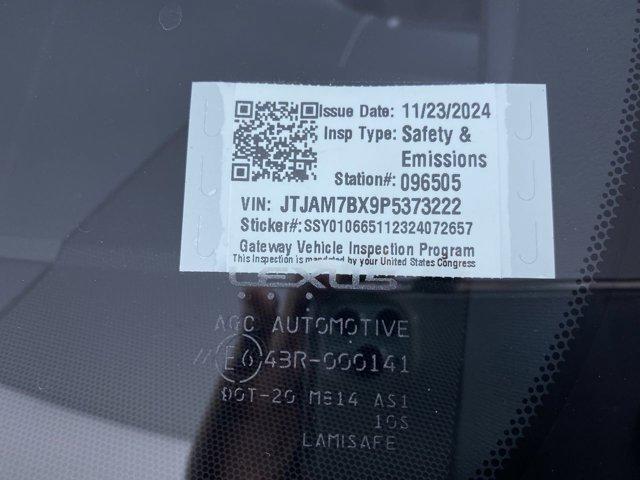 Issue Date: 11/23/2024
Insp Type: Safety &
Emissions
Station#: 096505
VIN: JTJAM7BX9P5373222
Sticker#: SSY010665112324072657
Gateway Vehicle Inspection Program
This Inspection is mandated by your United States Congress
LEXUS
AGC AUTOMOTIVE
E6 43R-000141
DOT-20 M814 AS1
10S
LAMISAFE